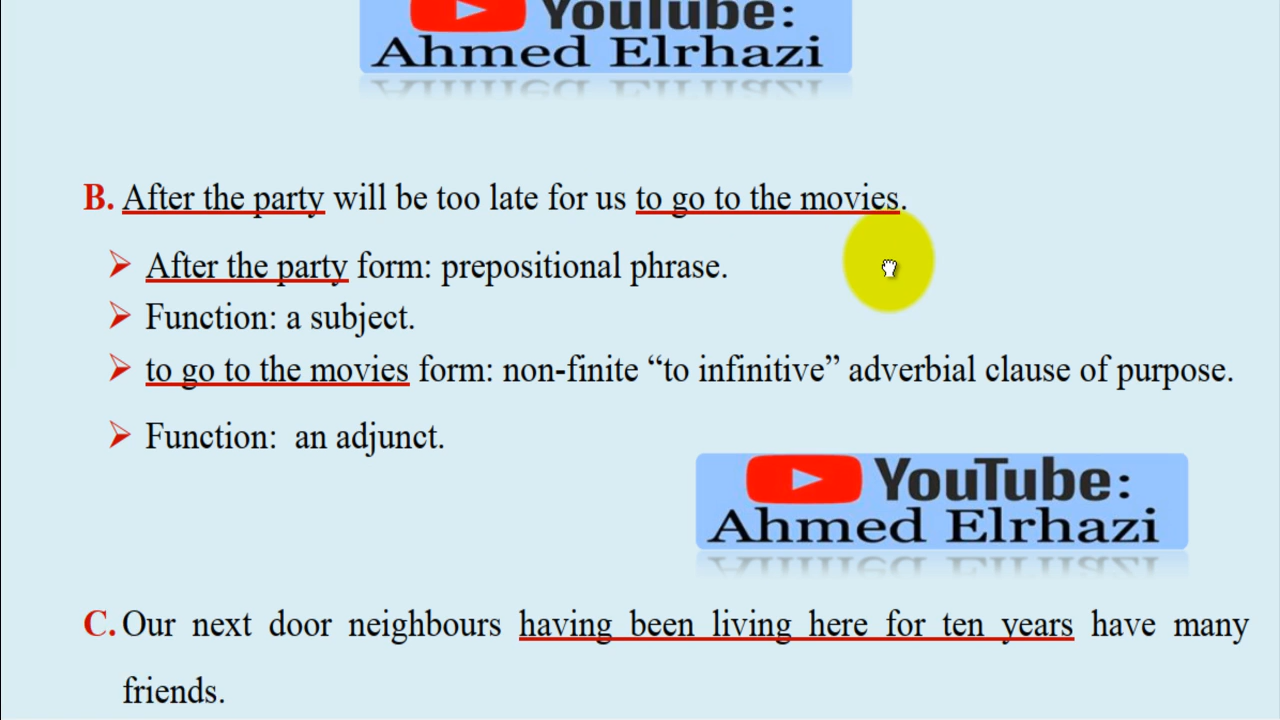 YouTube:
Ahmed Elrhazi
B. After the party will be too late for us to go to the movies.
After the party form: prepositional phrase.
Function: a subject.
to go to the movies form: non-finite “to infinitive” adverbial clause of purpose.
Function: an adjunct.
YouTube:
Ahmed Elrhazi
C. Our next door neighbours having been living here for ten years have many
friends.